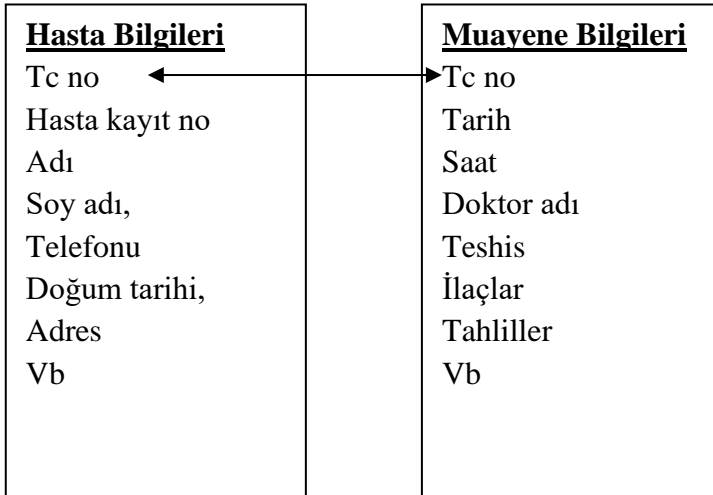 Hasta Bilgileri
Tc no
Hasta kayıt no
Adı
Soy adı,
Telefonu
Doğum tarihi,
Adres
Vb
Muayene Bilgileri
Tc no
Tarih
Saat
Doktor adı
Teshis
İlaçlar
Tahliller
Vb